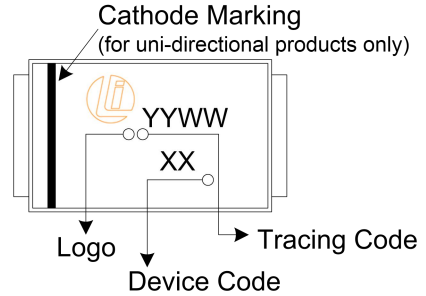 Cathode Marking
(for uni-directional products only)
YYWW
XX
Logo
Tracing Code
Device Code